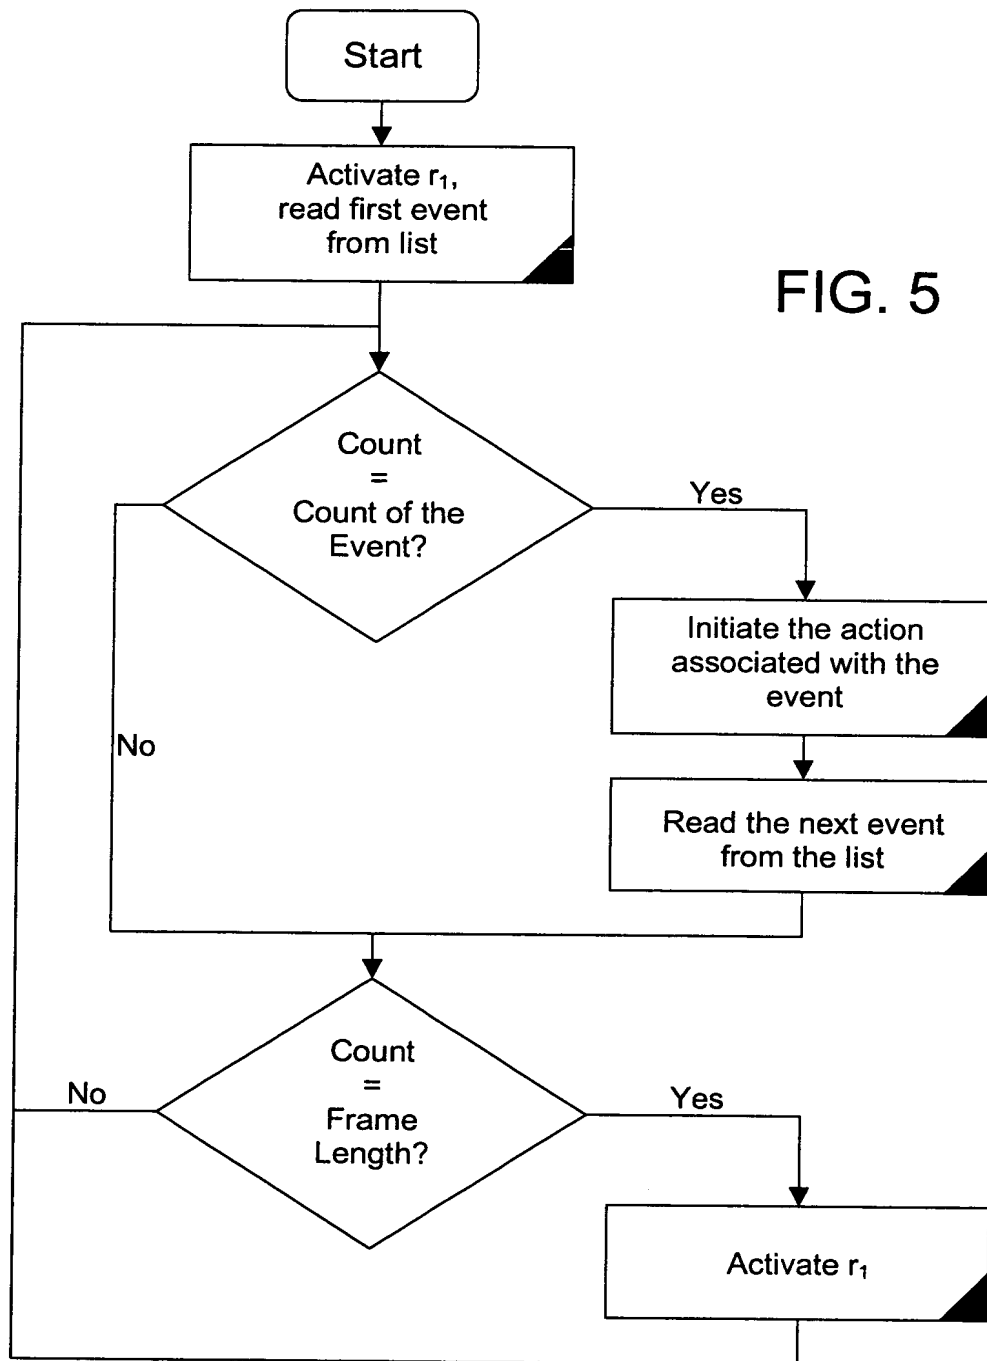 Start
Activate r₁,
read first event
from list
FIG. 5
Count
=
Count of the
Event?
Yes
Initiate the action
associated with the
event
No
Read the next event
from the list
Count
=
Frame
Length?
No
Yes
Activate r₁